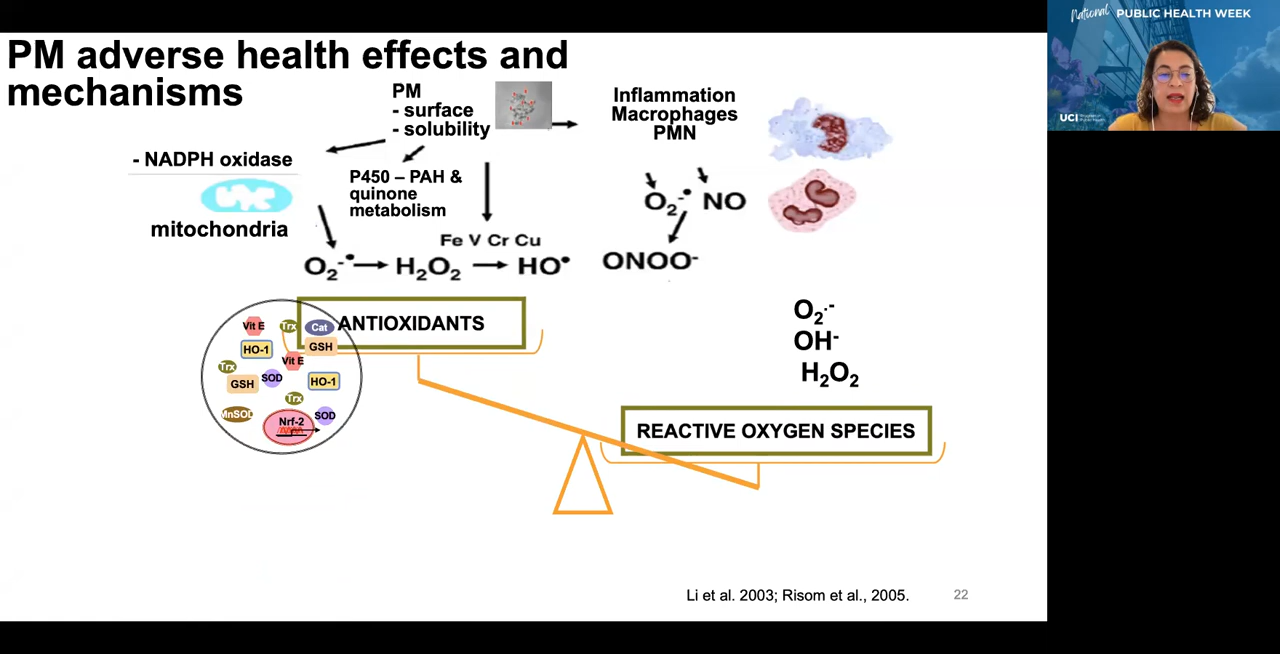 National PUBLIC HEALTH WEEK
UCI
PM adverse health effects and
mechanisms
PM
- surface
- solubility
Inflammation
Macrophages
PMN
- NADPH oxidase
mitochondria
P450 – PAH &
quinone
metabolism
O₂⁻• NO
ONOO⁻
Fe V Cr Cu
O₂⁻• H₂O₂ HO•
ANTIOXIDANTS
Vit E Trx Cat
HO-1 GSH
Vit E
Trx
GSH SOD HO-1
Trx
MnSOD SOD
Nrf-2
O₂·⁻
OH⁻
H₂O₂
REACTIVE OXYGEN SPECIES
Li et al. 2003; Risom et al., 2005.
22